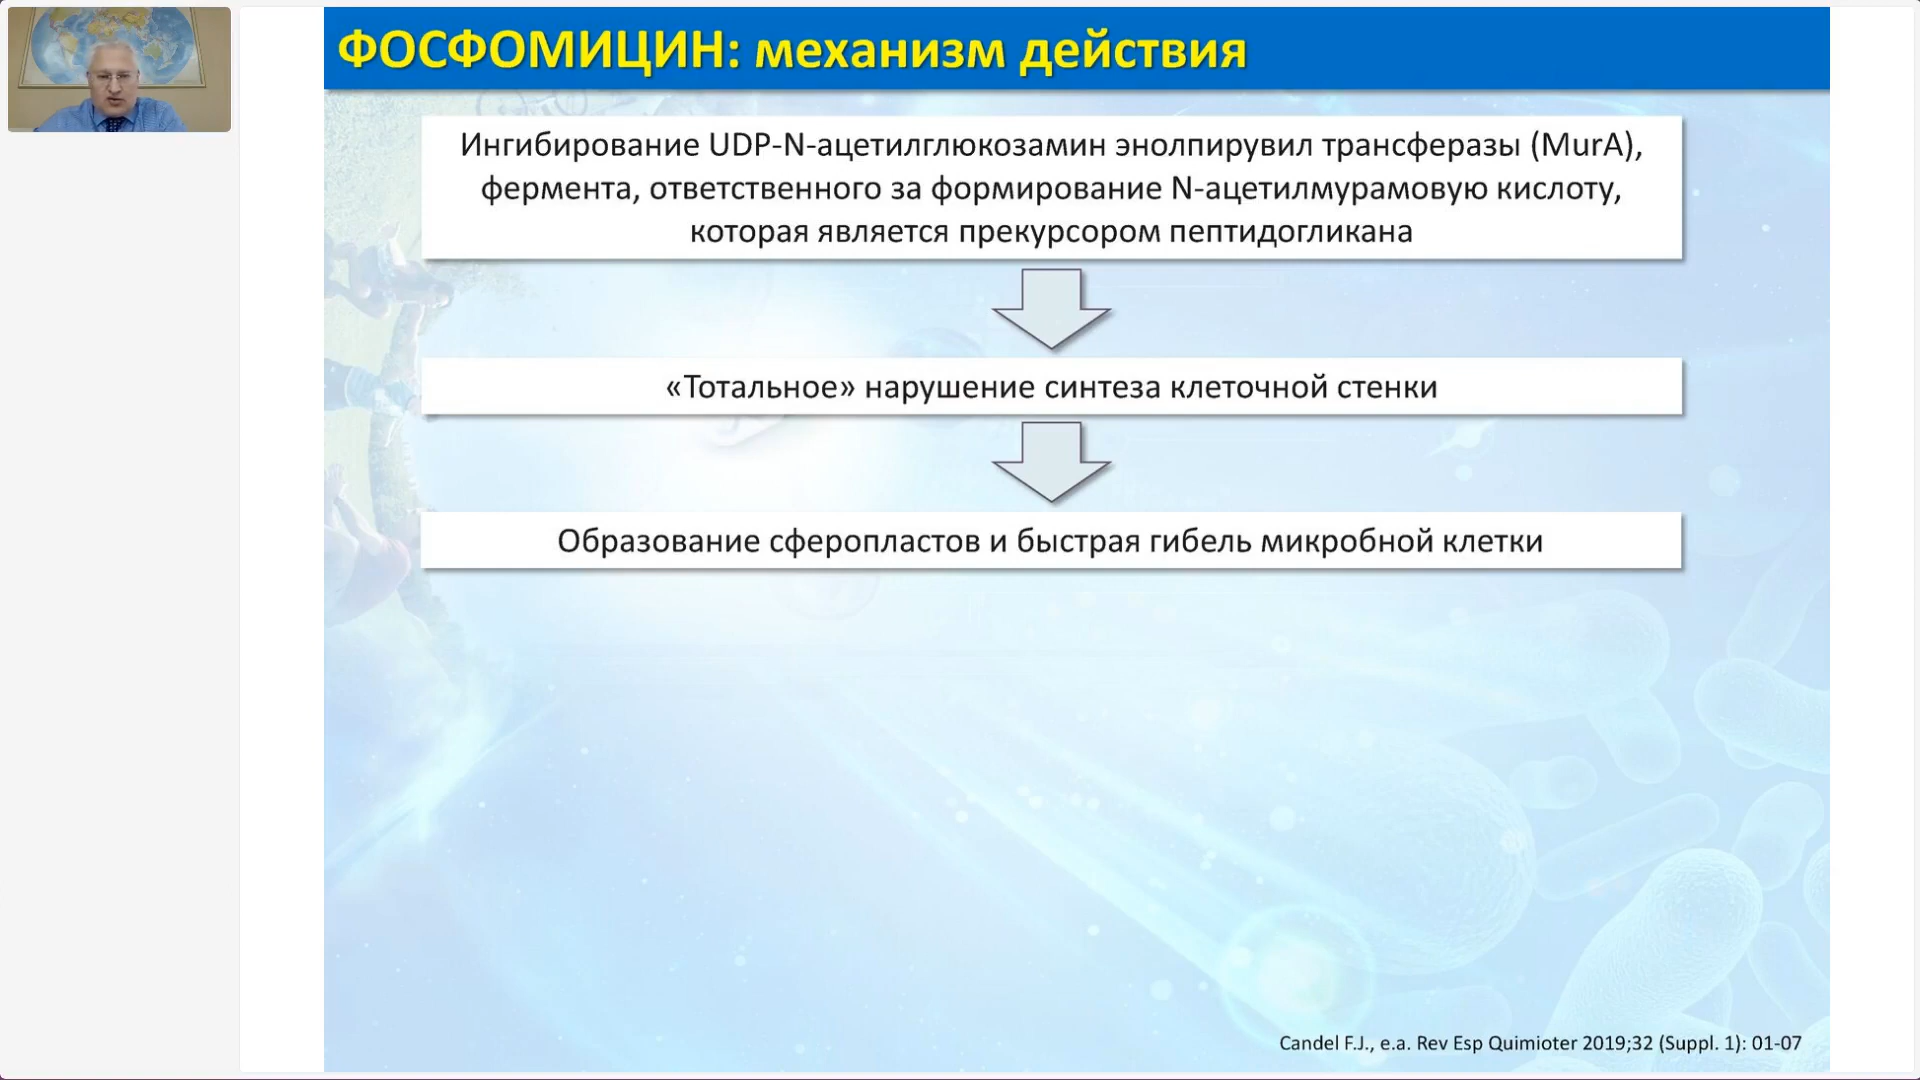 ФОСФОМИЦИН: механизм действия
Ингибирование UDP-N-ацетилглюкозамин энолпирувил трансферазы (MurA),
фермента, ответственного за формирование N-ацетилмурамовую кислоту,
которая является прекурсором пептидогликана
«Тотальное» нарушение синтеза клеточной стенки
Образование сферопластов и быстрая гибель микробной клетки
Candel F.J., e.a. Rev Esp Quimioter 2019;32 (Suppl. 1): 01-07